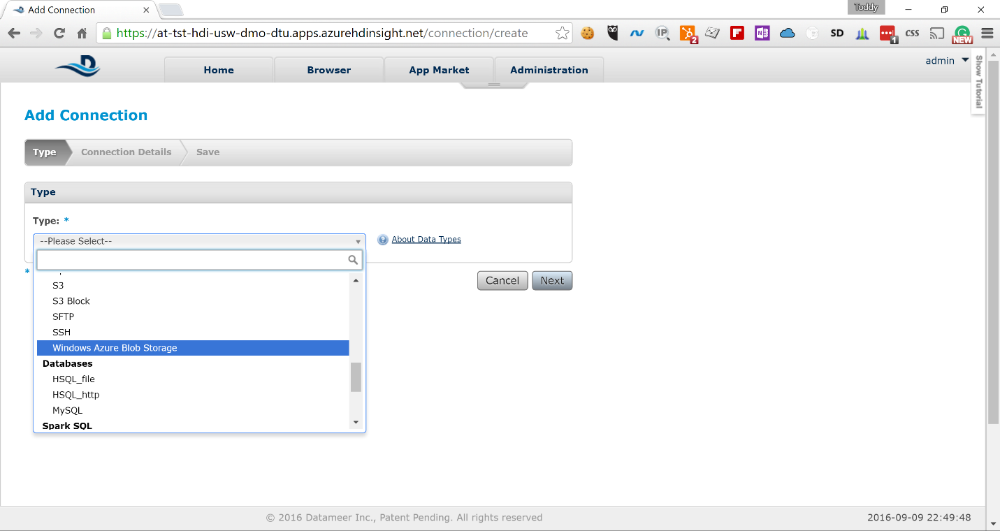 Add Connection
Toddy
https://at-tst-hdi-usw-dmo-dtu.apps.azurehdinsight.net/connection/create
IP
2
N
SD
1
CSS
NEW
D
Home
Browser
App Market
Administration
admin
Show Tutorial
Add Connection
Type
Connection Details
Save
Type
Type: *
--Please Select--
About Data Types
*
Cancel
Next
S3
S3 Block
SFTP
SSH
Windows Azure Blob Storage
Databases
HSQL_file
HSQL_http
MySQL
Spark SQL
© 2016 Datameer Inc., Patent Pending. All rights reserved
2016-09-09 22:49:48